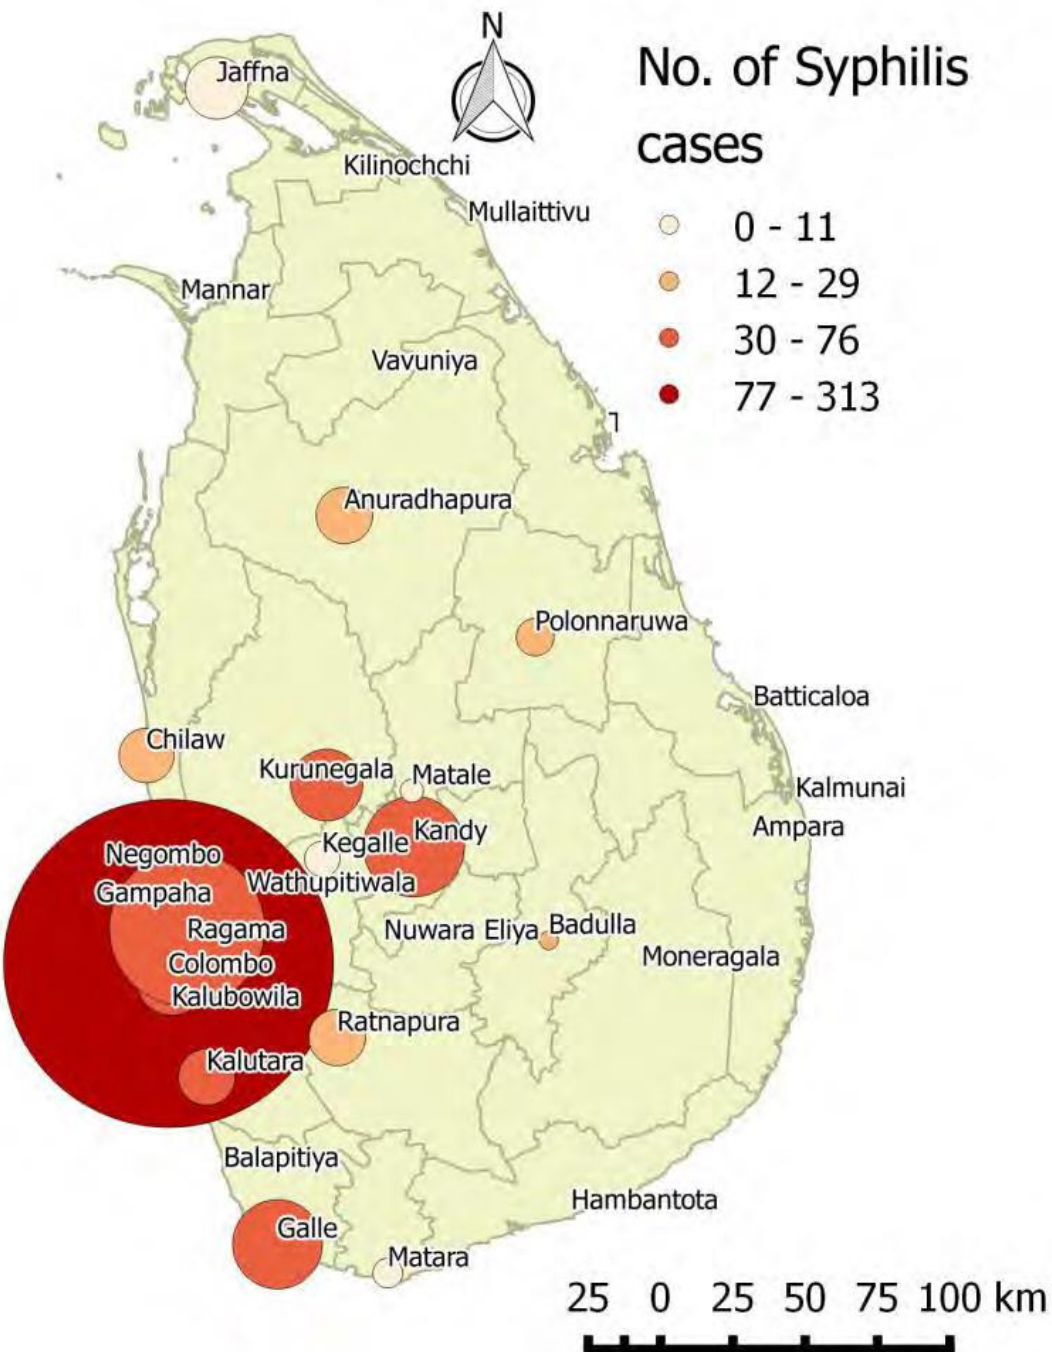 N
No. of Syphilis
cases
0 - 11
12 - 29
30 - 76
77 - 313
Jaffna
Kilinochchi
Mullaittivu
Mannar
Vavuniya
Anuradhapura
Polonnaruwa
Batticaloa
Chilaw
Kurunegala
Matale
Kalmunai
Ampara
Kandy
Kegalle
Negombo
Wathupitiwala
Gampaha
Ragama
Nuwara Eliya
Badulla
Moneragala
Colombo
Kalubowila
Ratnapura
Kalutara
Balapitiya
Hambantota
Galle
Matara
25 0 25 50 75 100 km